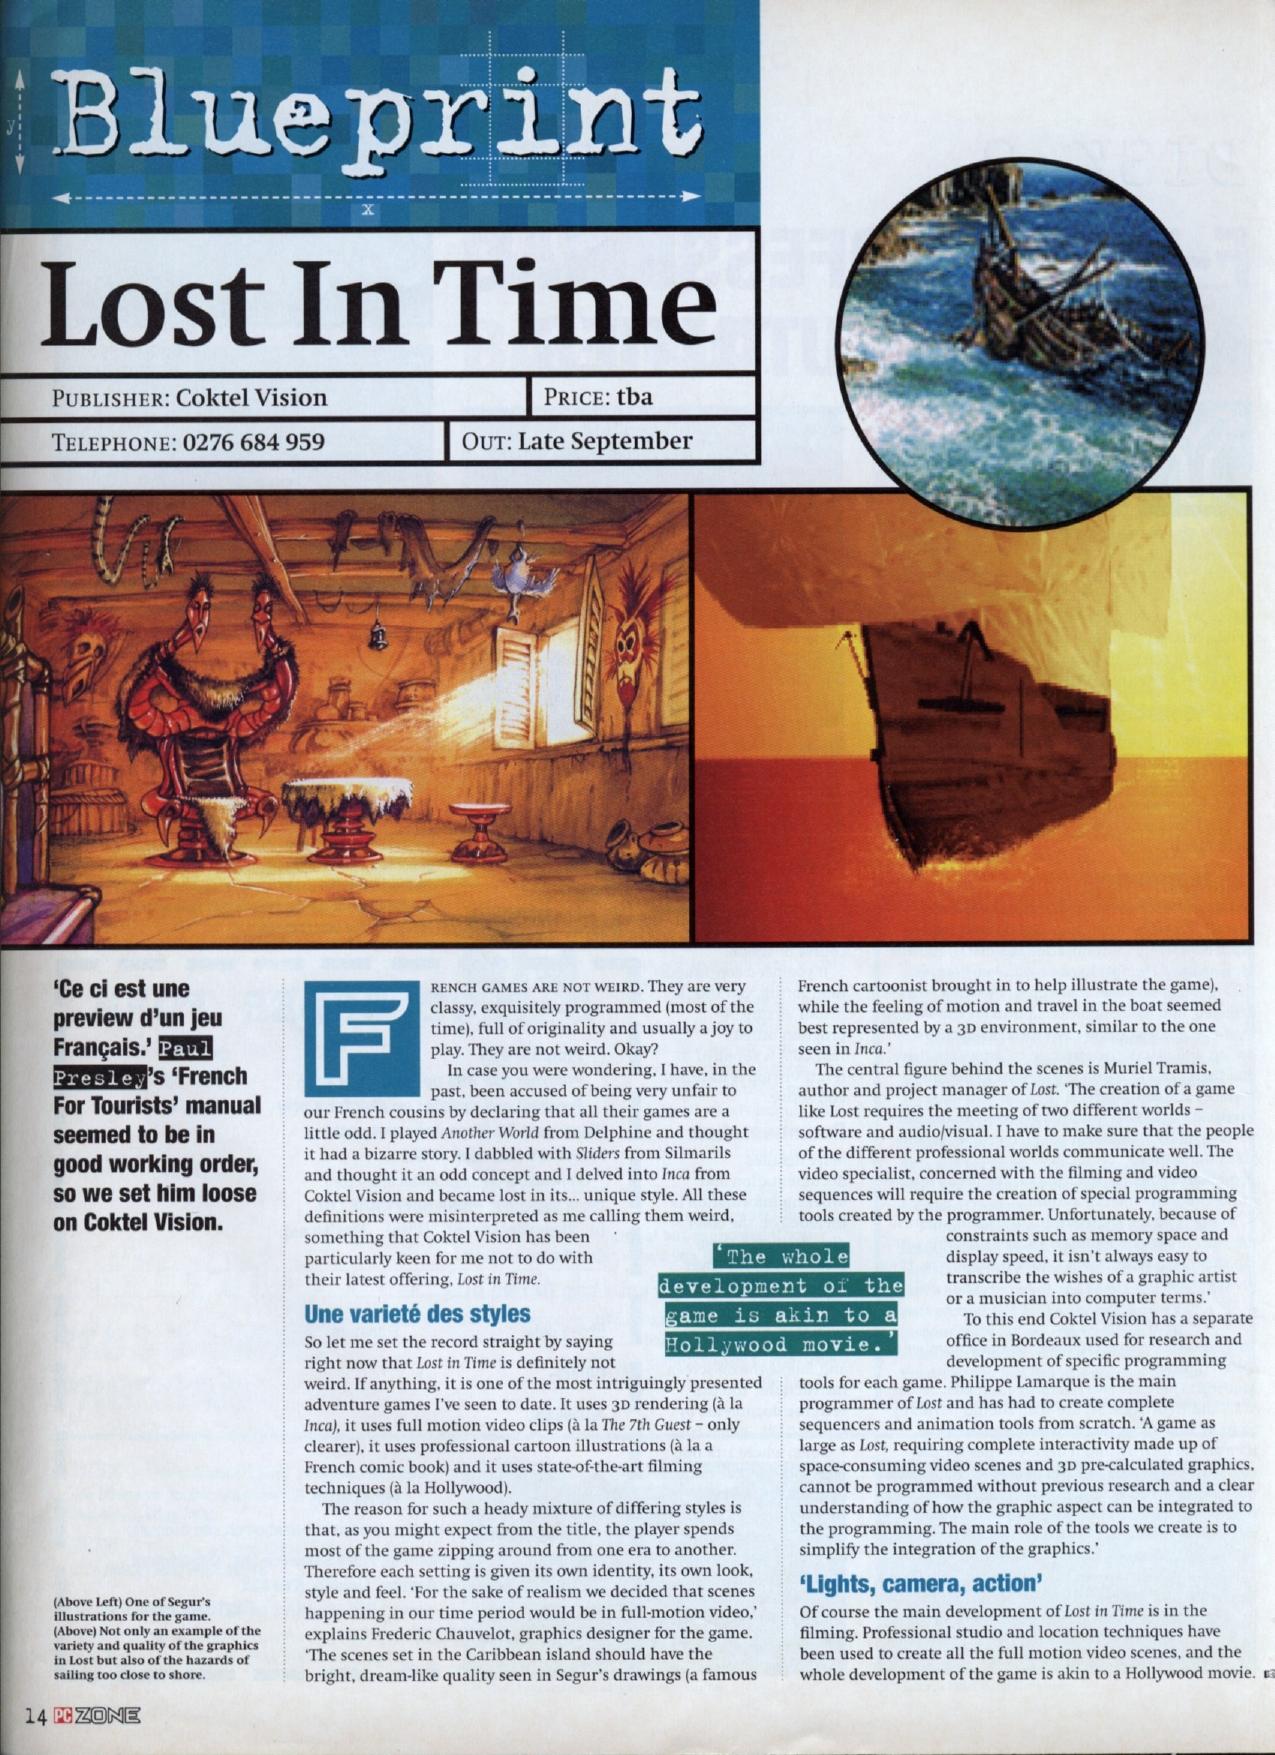 Blueprint
y
x
Lost In Time
PUBLISHER: Coktel Vision
PRICE: tba
TELEPHONE: 0276 684 959
OUT: Late September
‘Ce ci est une
preview d’un jeu
Français.’ Paul
Presley’s ‘French
For Tourists’ manual
seemed to be in
good working order,
so we set him loose
on Coktel Vision.
(Above Left) One of Segur’s
illustrations for the game.
(Above) Not only an example of the
variety and quality of the graphics
in Lost but also of the hazards of
sailing too close to shore.
FRENCH GAMES ARE NOT WEIRD. They are very
classy, exquisitely programmed (most of the
time), full of originality and usually a joy to
play. They are not weird. Okay?
In case you were wondering, I have, in the
past, been accused of being very unfair to
our French cousins by declaring that all their games are a
little odd. I played Another World from Delphine and thought
it had a bizarre story. I dabbled with Sliders from Silmarils
and thought it an odd concept and I delved into Inca from
Coktel Vision and became lost in its... unique style. All these
definitions were misinterpreted as me calling them weird,
something that Coktel Vision has been
particularly keen for me not to do with
their latest offering, Lost in Time.
Une varieté des styles
So let me set the record straight by saying
right now that Lost in Time is definitely not
weird. If anything, it is one of the most intriguingly presented
adventure games I’ve seen to date. It uses 3D rendering (à la
Inca), it uses full motion video clips (à la The 7th Guest – only
clearer), it uses professional cartoon illustrations (à la a
French comic book) and it uses state-of-the-art filming
techniques (à la Hollywood).
The reason for such a heady mixture of differing styles is
that, as you might expect from the title, the player spends
most of the game zipping around from one era to another.
Therefore each setting is given its own identity, its own look,
style and feel. ‘For the sake of realism we decided that scenes
happening in our time period would be in full-motion video,’
explains Frederic Chauvelot, graphics designer for the game.
‘The scenes set in the Caribbean island should have the
bright, dream-like quality seen in Segur’s drawings (a famous
‘The whole
development of the
game is akin to a
Hollywood movie.’
French cartoonist brought in to help illustrate the game),
while the feeling of motion and travel in the boat seemed
best represented by a 3D environment, similar to the one
seen in Inca.’
The central figure behind the scenes is Muriel Tramis,
author and project manager of Lost. ‘The creation of a game
like Lost requires the meeting of two different worlds –
software and audio/visual. I have to make sure that the people
of the different professional worlds communicate well. The
video specialist, concerned with the filming and video
sequences will require the creation of special programming
tools created by the programmer. Unfortunately, because of
constraints such as memory space and
display speed, it isn’t always easy to
transcribe the wishes of a graphic artist
or a musician into computer terms.’
To this end Coktel Vision has a separate
office in Bordeaux used for research and
development of specific programming
tools for each game. Philippe Lamarque is the main
programmer of Lost and has had to create complete
sequencers and animation tools from scratch. ‘A game as
large as Lost, requiring complete interactivity made up of
space-consuming video scenes and 3D pre-calculated graphics,
cannot be programmed without previous research and a clear
understanding of how the graphic aspect can be integrated to
the programming. The main role of the tools we create is to
simplify the integration of the graphics.’
‘Lights, camera, action’
Of course the main development of Lost in Time is in the
filming. Professional studio and location techniques have
been used to create all the full motion video scenes, and the
whole development of the game is akin to a Hollywood movie.
14 PC ZONE